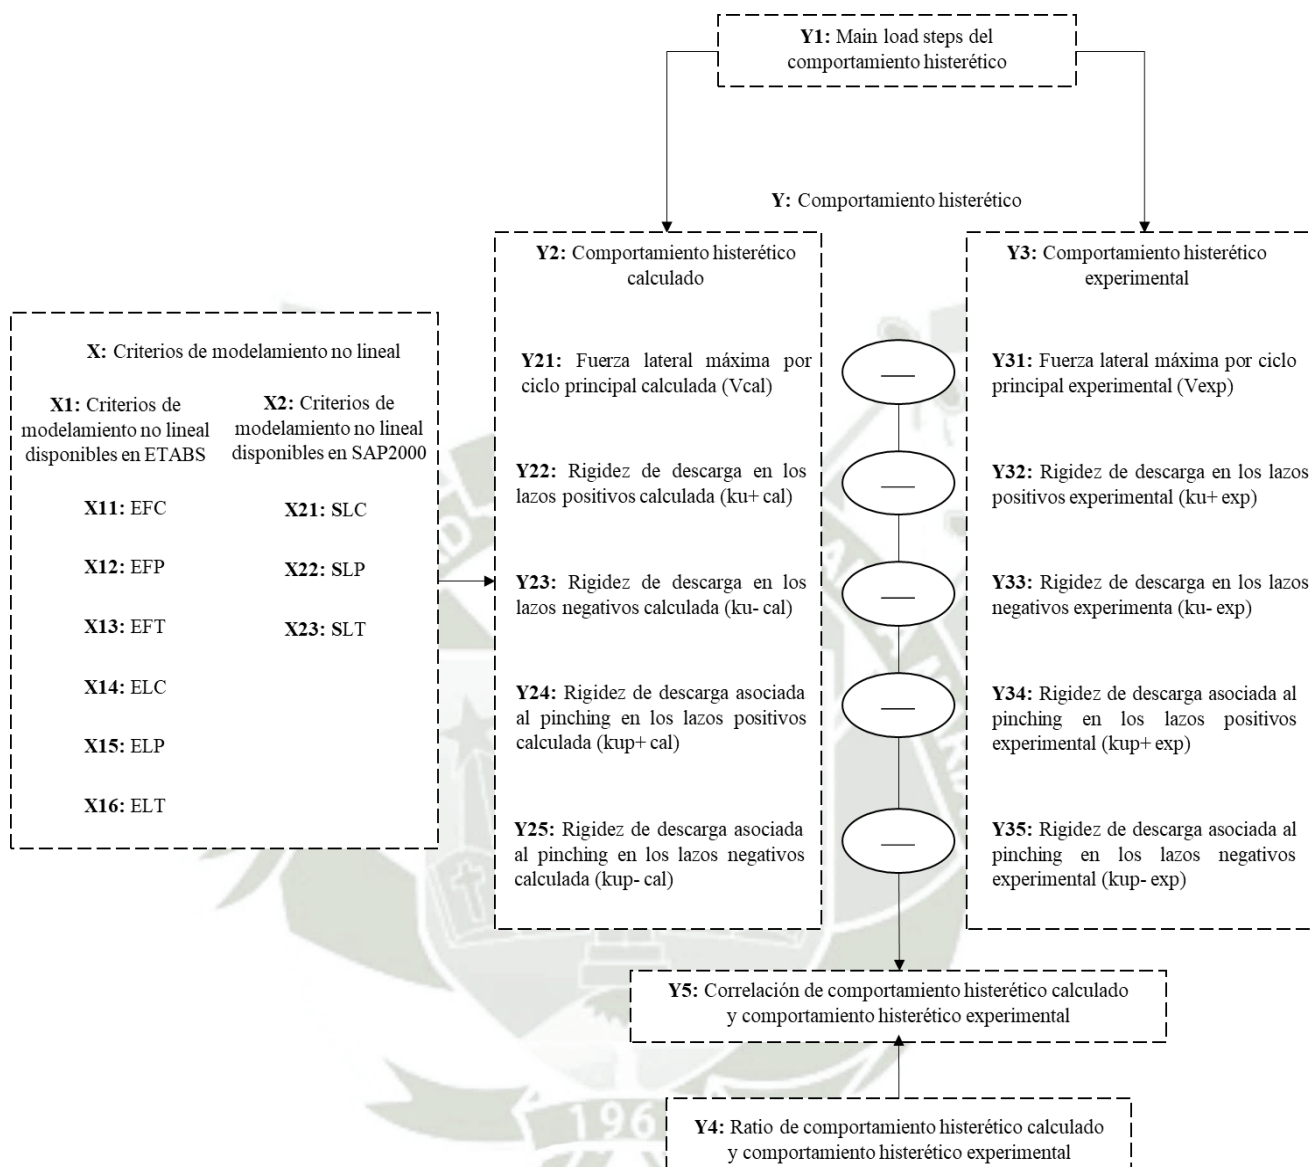 Y1: Main load steps del
comportamiento histerético
Y: Comportamiento histerético
Y2: Comportamiento histerético
calculado
Y3: Comportamiento histerético
experimental
X: Criterios de modelamiento no lineal
X1: Criterios de
modelamiento no lineal
disponibles en ETABS
X2: Criterios de
modelamiento no lineal
disponibles en SAP2000
X11: EFC
X12: EFP
X13: EFT
X14: ELC
X15: ELP
X16: ELT
X21: SLC
X22: SLP
X23: SLT
Y21: Fuerza lateral máxima por
ciclo principal calculada (Vcal)
Y22: Rigidez de descarga en los
lazos positivos calculada (ku+ cal)
Y23: Rigidez de descarga en los
lazos negativos calculada (ku- cal)
Y24: Rigidez de descarga asociada
al pinching en los lazos positivos
calculada (kup+ cal)
Y25: Rigidez de descarga asociada
al pinching en los lazos negativos
calculada (kup- cal)
Y31: Fuerza lateral máxima por ciclo
principal experimental (Vexp)
Y32: Rigidez de descarga en los lazos
positivos experimental (ku+ exp)
Y33: Rigidez de descarga en los lazos
negativos experimenta (ku- exp)
Y34: Rigidez de descarga asociada al
pinching en los lazos positivos
experimental (kup+ exp)
Y35: Rigidez de descarga asociada al
pinching en los lazos negativos
experimental (kup- exp)
Y5: Correlación de comportamiento histerético calculado
y comportamiento histerético experimental
Y4: Ratio de comportamiento histerético calculado
y comportamiento histerético experimental